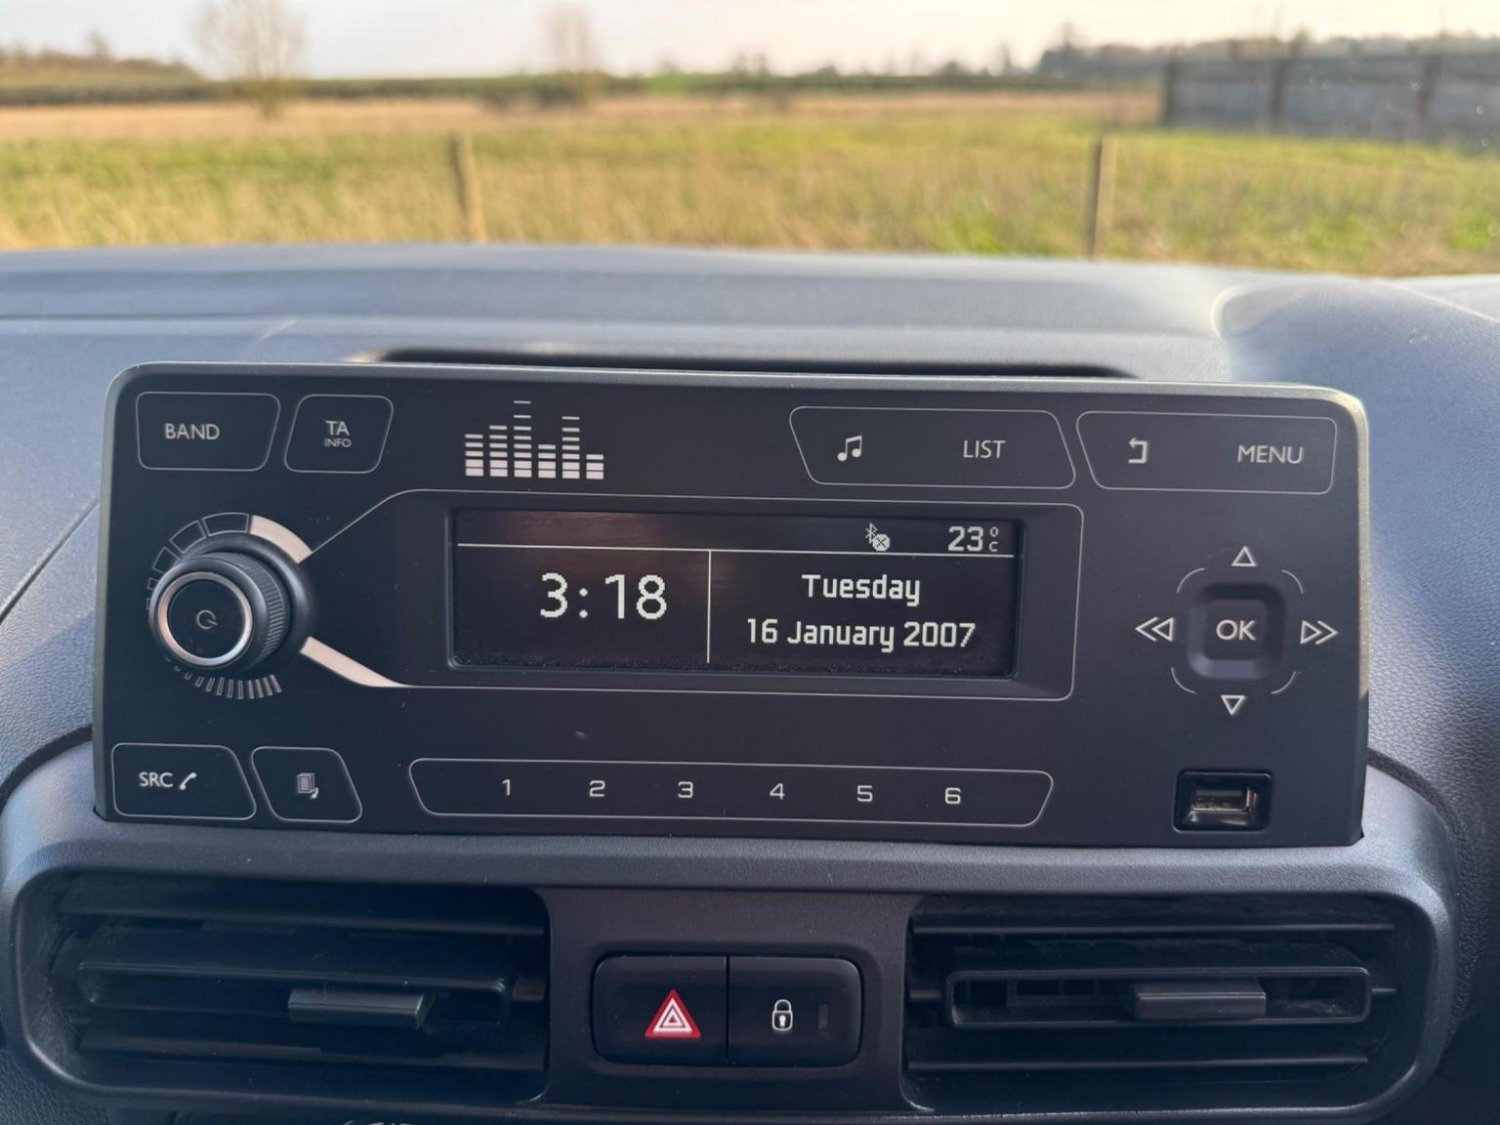 BAND
TA
INFO
LIST
MENU
23°C
3:18
Tuesday
16 January 2007
OK
SRC
1 2 3 4 5 6